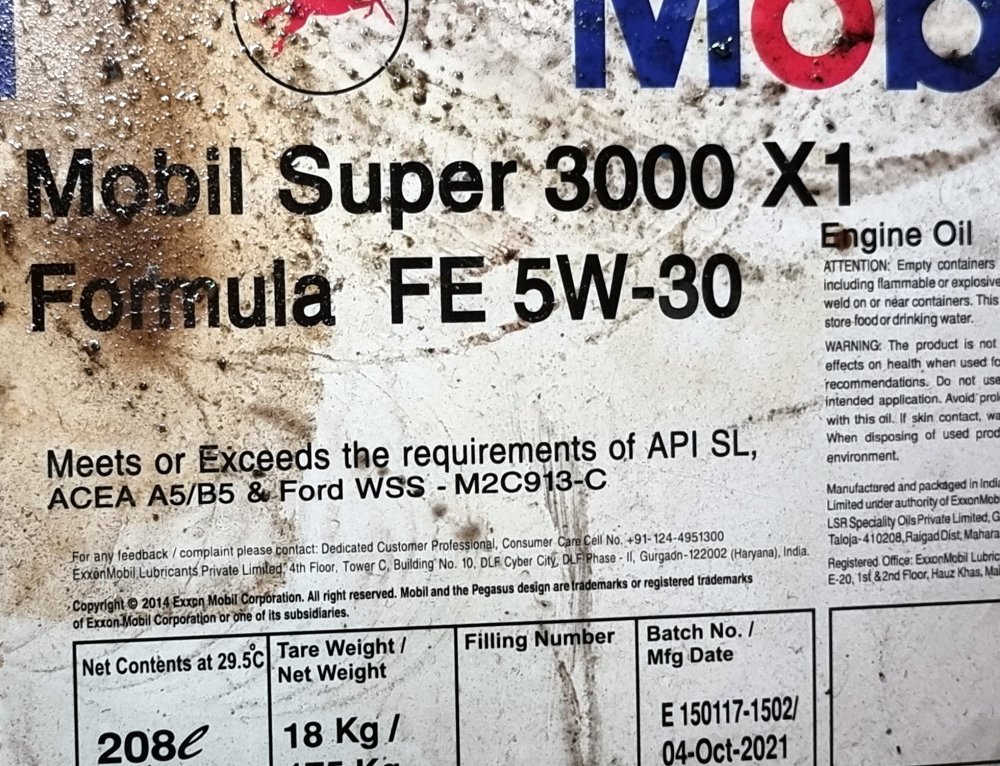 Mob
Mobil Super 3000 X1
Formula FE 5W-30
Meets or Exceeds the requirements of API SL,
ACEA A5/B5 & Ford WSS - M2C913-C
For any feedback / complaint please contact: Dedicated Customer Professional, Consumer Care Cell No. +91-124-4951300
ExxonMobil Lubricants Private Limited, 4th Floor, Tower C, Building No. 10, DLF Cyber City, DLF Phase - II, Gurgaon-122002 (Haryana), India.
Copyright © 2014 Exxon Mobil Corporation. All right reserved. Mobil and the Pegasus design are trademarks or registered trademarks
of Exxon Mobil Corporation or one of its subsidiaries.
Engine Oil
ATTENTION: Empty containers
including flammable or explosive
weld on or near containers. This
store food or drinking water.
WARNING: The product is not
effects on health when used fo
recommendations. Do not use
intended application. Avoid prol
with this oil. If skin contact, wa
When disposing of used prod
environment.
Manufactured and packaged in India
Limited under authority of ExxonMob
LSR Speciality Oils Private Limited, G
Taloja-410208, Raigad Dist, Mahara
Registered Office: ExxonMobil Lubric
E-20, 1st & 2nd Floor, Hauz Khas, Mai
Net Contents at 29.5°C
208ℓ
Tare Weight /
Net Weight
18 Kg /
175 Kg
Filling Number
Batch No. /
Mfg Date
E 150117-1502/
04-Oct-2021